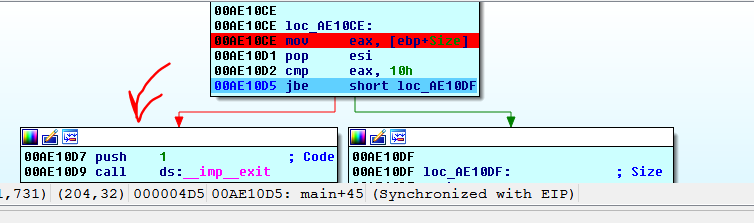 00AE10CE
00AE10CE loc_AE10CE:
00AE10CE mov eax, [ebp+Size]
00AE10D1 pop esi
00AE10D2 cmp eax, 10h
00AE10D5 jbe short loc_AE10DF
00AE10D7 push 1 ; Code
00AE10D9 call ds:__imp__exit
00AE10DF
00AE10DF loc_AE10DF: ; Size
1,731) (204,32) 000004D5 00AE10D5: main+45 (Synchronized with EIP)